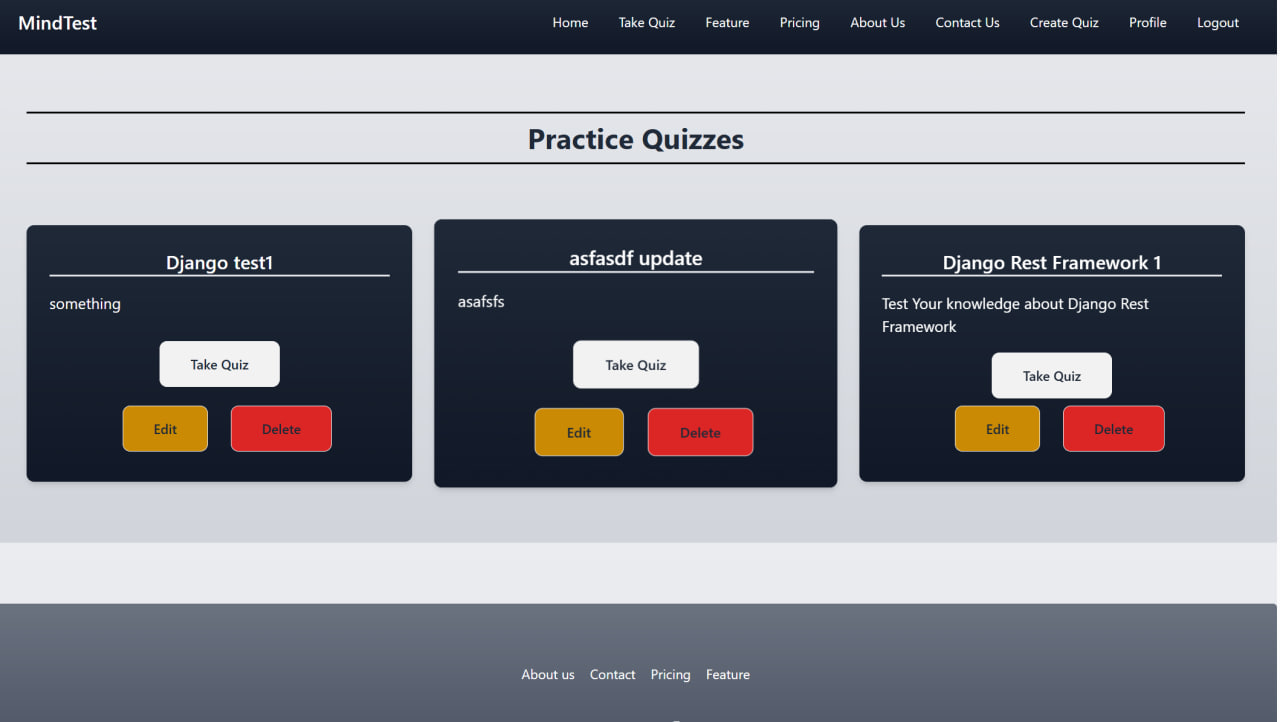 MindTest
Home Take Quiz Feature Pricing About Us Contact Us Create Quiz Profile Logout
Practice Quizzes
Django test1
something
Take Quiz
Edit Delete
asfasdf update
asafsfs
Take Quiz
Edit Delete
Django Rest Framework 1
Test Your knowledge about Django Rest
Framework
Take Quiz
Edit Delete
About us Contact Pricing Feature